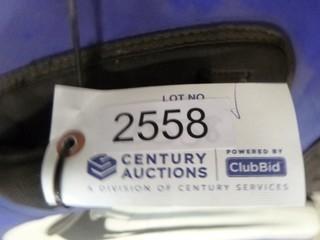 LOT NO.
2558
CENTURY AUCTIONS
POWERED BY
ClubBid
A DIVISION OF CENTURY SERVICES